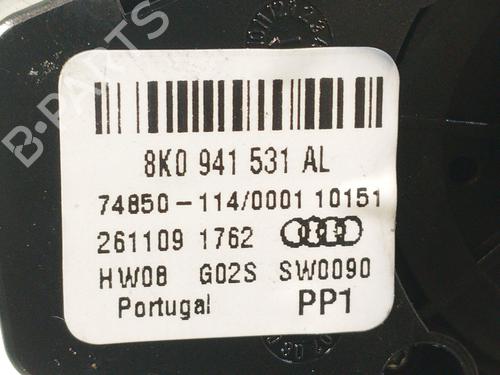 8K0 941 531 AL
74850-114/0001 10151
261109 1762
HW08 G02S SW0090
Portugal PP1
B-PARTS